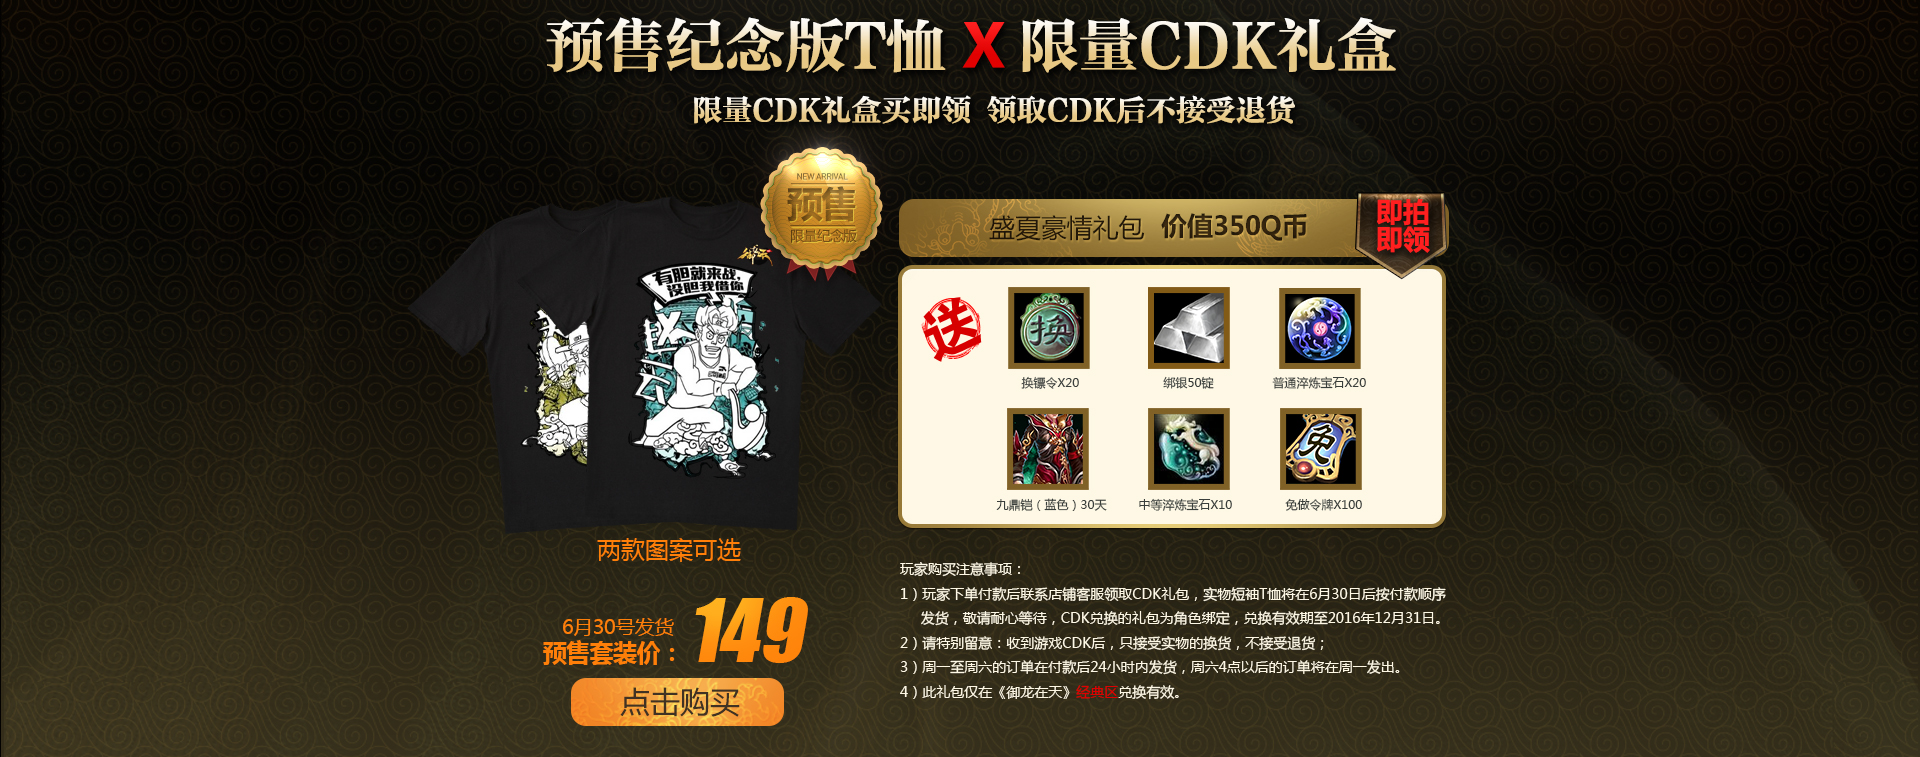 预售纪念版T恤 X 限量CDK礼盒
限量CDK礼盒买即领 领取CDK后不接受退货
NEW ARRIVAL
预售
限量纪念版
有胆就来战,
没胆我借你
两款图案可选
6月30号发货
预售套装价：
149
点击购买
盛夏豪情礼包 价值350Q币
即拍
即领
送
换
换镖令X20
绑银50锭
普通淬炼宝石X20
免
九鼎铠（蓝色）30天
中等淬炼宝石X10
免做令牌X100
玩家购买注意事项：
1）玩家下单付款后联系店铺客服领取CDK礼包，实物短袖T恤将在6月30日后按付款顺序
发货，敬请耐心等待，CDK兑换的礼包为角色绑定，兑换有效期至2016年12月31日。
2）请特别留意：收到游戏CDK后，只接受实物的换货，不接受退货；
3）周一至周六的订单在付款后24小时内发货，周六4点以后的订单将在周一发出。
4）此礼包仅在《御龙在天》经典区兑换有效。